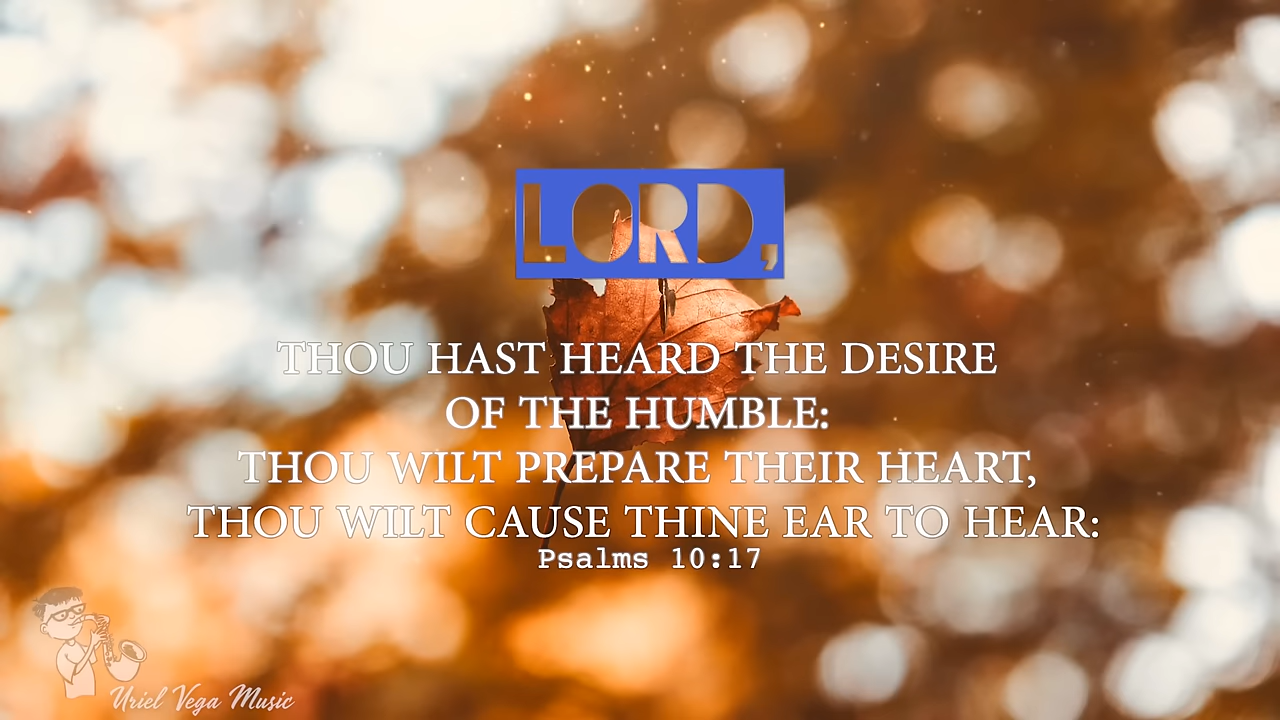 LORD,
THOU HAST HEARD THE DESIRE
OF THE HUMBLE:
THOU WILT PREPARE THEIR HEART,
THOU WILT CAUSE THINE EAR TO HEAR:
Psalms 10:17
Uriel Vega Music